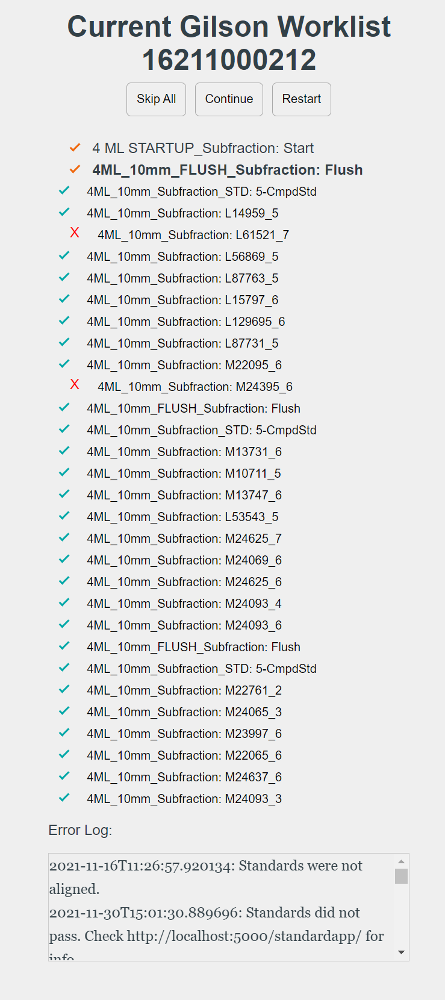 Current Gilson Worklist
16211000212
Skip All
Continue
Restart
4 ML STARTUP_Subfraction: Start
4ML_10mm_FLUSH_Subfraction: Flush
4ML_10mm_Subfraction_STD: 5-CmpdStd
4ML_10mm_Subfraction: L14959_5
X 4ML_10mm_Subfraction: L61521_7
4ML_10mm_Subfraction: L56869_5
4ML_10mm_Subfraction: L87763_5
4ML_10mm_Subfraction: L15797_6
4ML_10mm_Subfraction: L129695_6
4ML_10mm_Subfraction: L87731_5
4ML_10mm_Subfraction: M22095_6
X 4ML_10mm_Subfraction: M24395_6
4ML_10mm_FLUSH_Subfraction: Flush
4ML_10mm_Subfraction_STD: 5-CmpdStd
4ML_10mm_Subfraction: M13731_6
4ML_10mm_Subfraction: M10711_5
4ML_10mm_Subfraction: M13747_6
4ML_10mm_Subfraction: L53543_5
4ML_10mm_Subfraction: M24625_7
4ML_10mm_Subfraction: M24069_6
4ML_10mm_Subfraction: M24625_6
4ML_10mm_Subfraction: M24093_4
4ML_10mm_Subfraction: M24093_6
4ML_10mm_FLUSH_Subfraction: Flush
4ML_10mm_Subfraction_STD: 5-CmpdStd
4ML_10mm_Subfraction: M22761_2
4ML_10mm_Subfraction: M24065_3
4ML_10mm_Subfraction: M23997_6
4ML_10mm_Subfraction: M22065_6
4ML_10mm_Subfraction: M24637_6
4ML_10mm_Subfraction: M24093_3
Error Log:
2021-11-16T11:26:57.920134: Standards were not
aligned.
2021-11-30T15:01:30.889696: Standards did not
pass. Check http://localhost:5000/standardapp/ for
info